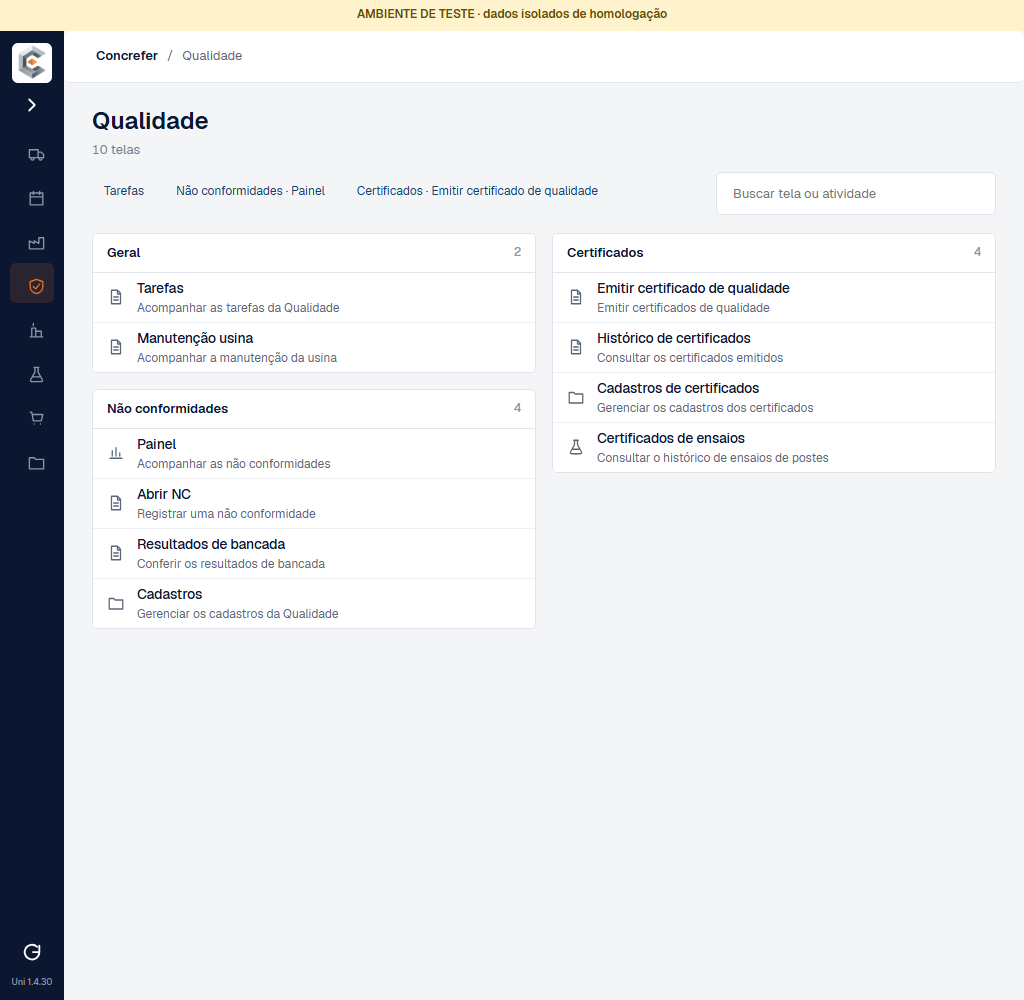 AMBIENTE DE TESTE · dados isolados de homologação
Concrefer / Qualidade
Qualidade
10 telas
Tarefas
Não conformidades · Painel
Certificados · Emitir certificado de qualidade
Buscar tela ou atividade
Geral 2
Tarefas
Acompanhar as tarefas da Qualidade
Manutenção usina
Acompanhar a manutenção da usina
Não conformidades 4
Painel
Acompanhar as não conformidades
Abrir NC
Registrar uma não conformidade
Resultados de bancada
Conferir os resultados de bancada
Cadastros
Gerenciar os cadastros da Qualidade
Certificados 4
Emitir certificado de qualidade
Emitir certificados de qualidade
Histórico de certificados
Consultar os certificados emitidos
Cadastros de certificados
Gerenciar os cadastros dos certificados
Certificados de ensaios
Consultar o histórico de ensaios de postes
Uni 1.4.30